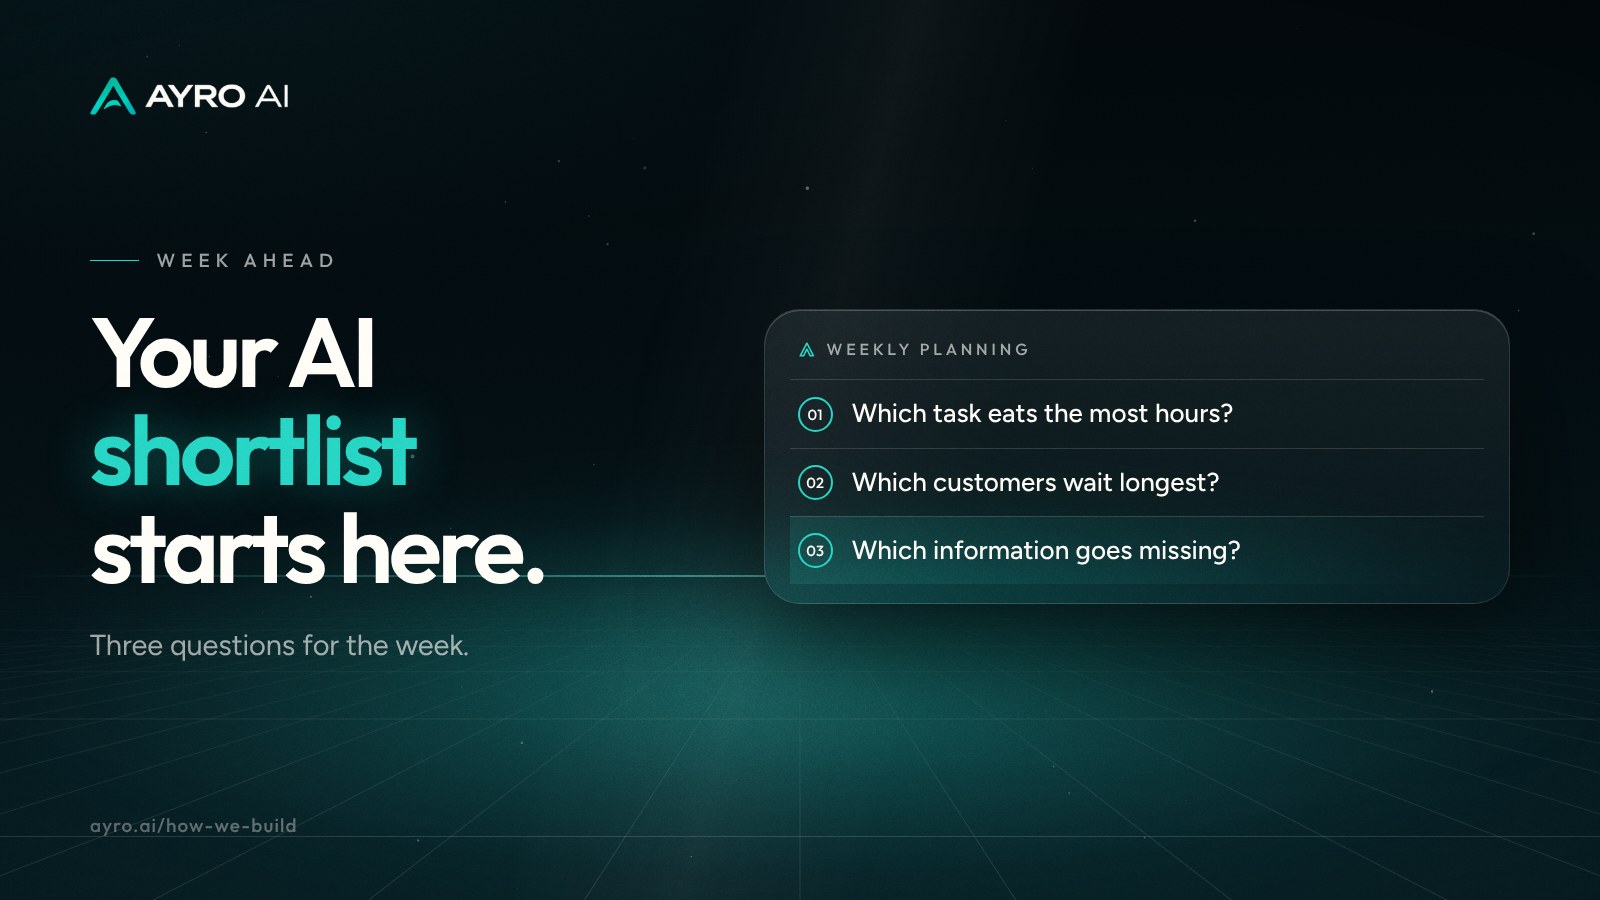 AYRO AI
WEEK AHEAD
Your AI
shortlist
starts here.
Three questions for the week.
WEEKLY PLANNING
01 Which task eats the most hours?
02 Which customers wait longest?
03 Which information goes missing?
ayro.ai/how-we-build